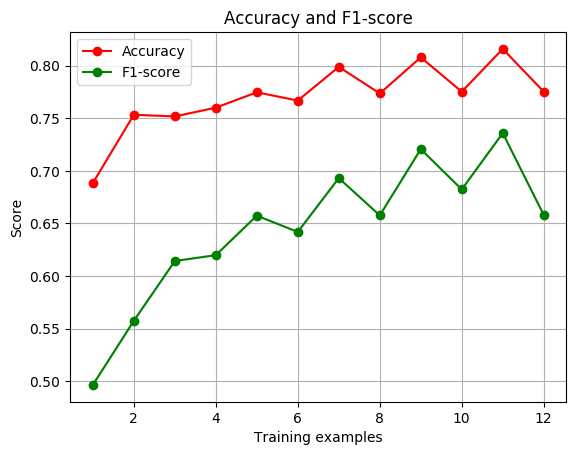 Accuracy and F1-score
Accuracy
F1-score
Score
0.80
0.75
0.70
0.65
0.60
0.55
0.50
2 4 6 8 10 12
Training examples